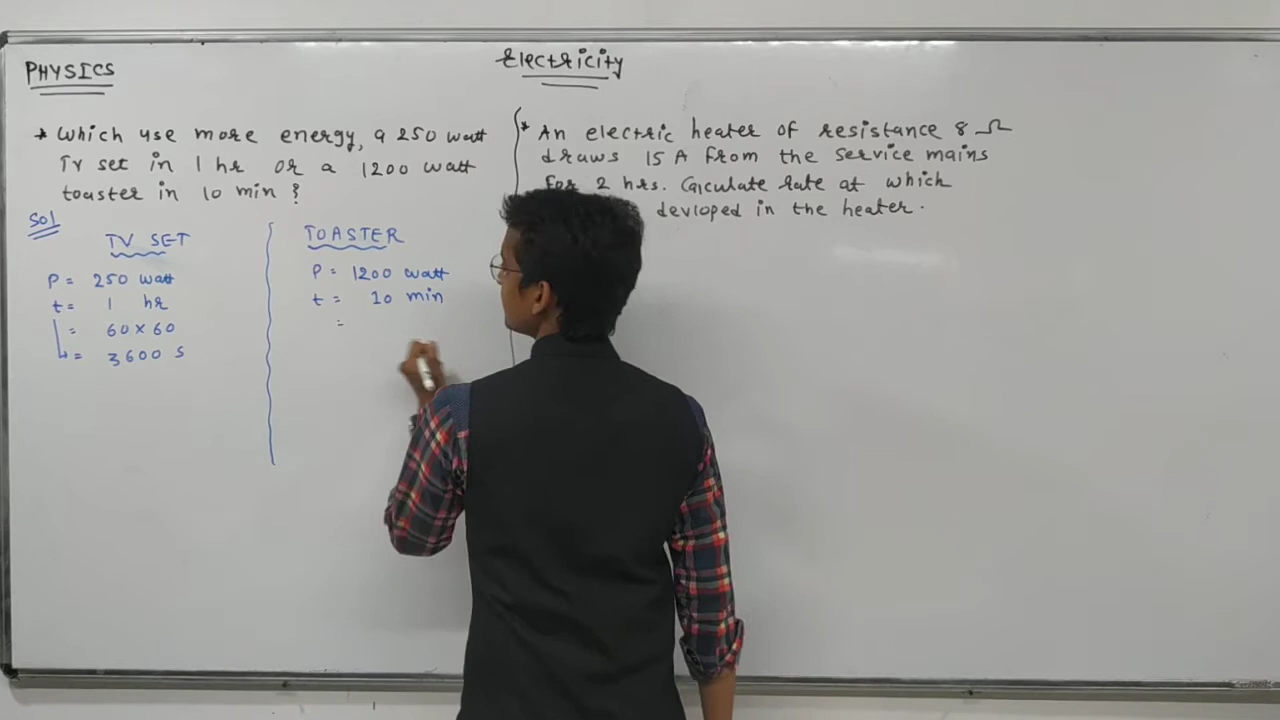 PHYSICS
Electricity
* Which use more energy, a 250 watt
TV set in 1 hr or a 1200 watt
toaster in 10 min ?
Sol
TV SET
P = 250 watt
t = 1 hr
= 60 × 60
= 3600 s
TOASTER
P = 1200 watt
t = 10 min
=
* An electric heater of resistance 8 Ω
draws 15 A from the service mains
for 2 hrs. Calculate rate at which
devloped in the heater.